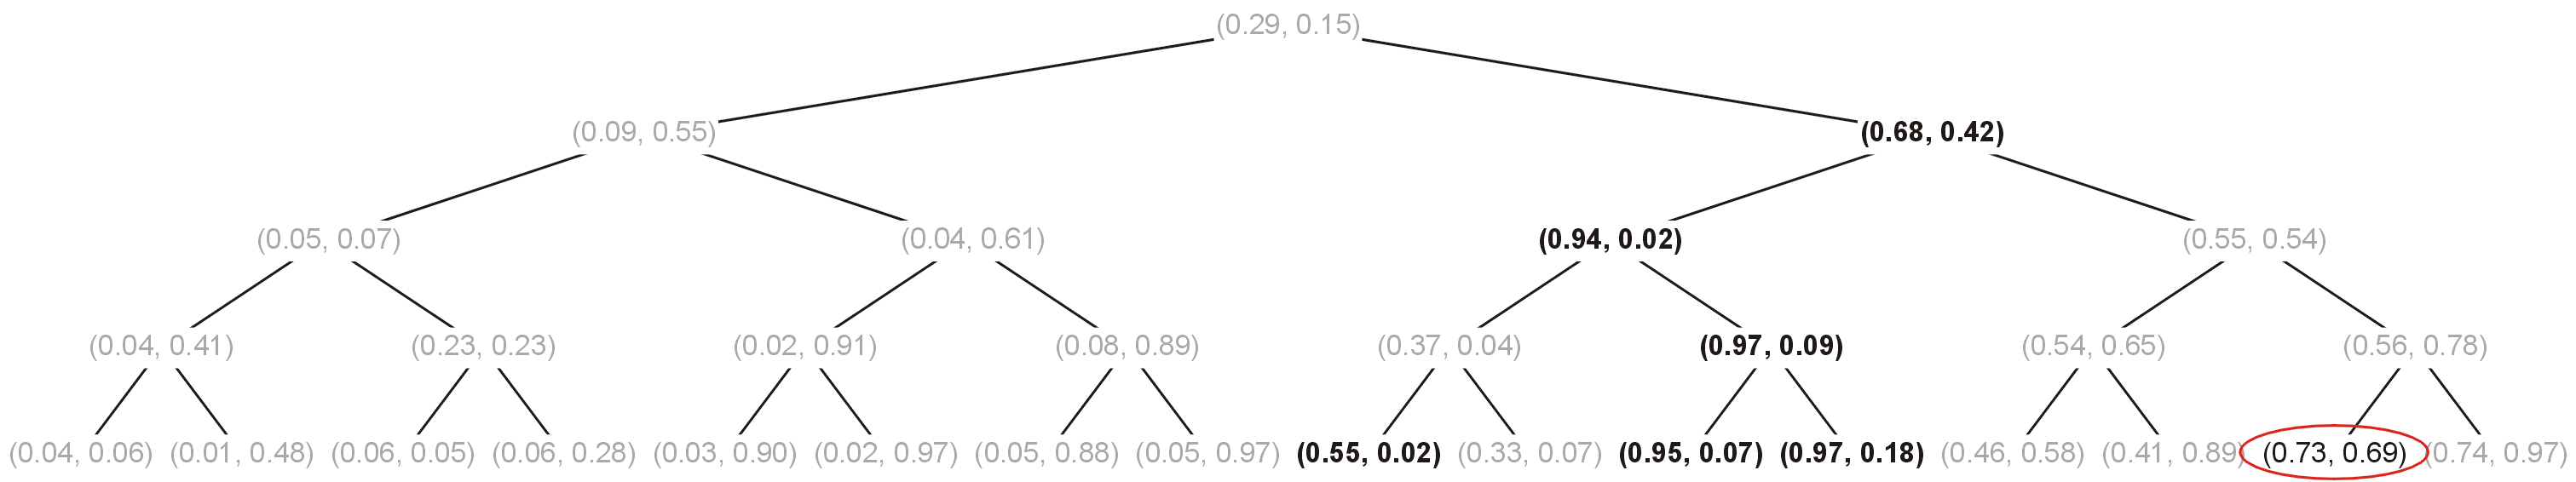 (0.29, 0.15)
(0.09, 0.55) (0.68, 0.42)
(0.05, 0.07) (0.04, 0.61) (0.94, 0.02) (0.55, 0.54)
(0.04, 0.41) (0.23, 0.23) (0.02, 0.91) (0.08, 0.89) (0.37, 0.04) (0.97, 0.09) (0.54, 0.65) (0.56, 0.78)
(0.04, 0.06) (0.01, 0.48) (0.06, 0.05) (0.06, 0.28) (0.03, 0.90) (0.02, 0.97) (0.05, 0.88) (0.05, 0.97) (0.55, 0.02) (0.33, 0.07) (0.95, 0.07) (0.97, 0.18) (0.46, 0.58) (0.41, 0.89) (0.73, 0.69) (0.74, 0.97)